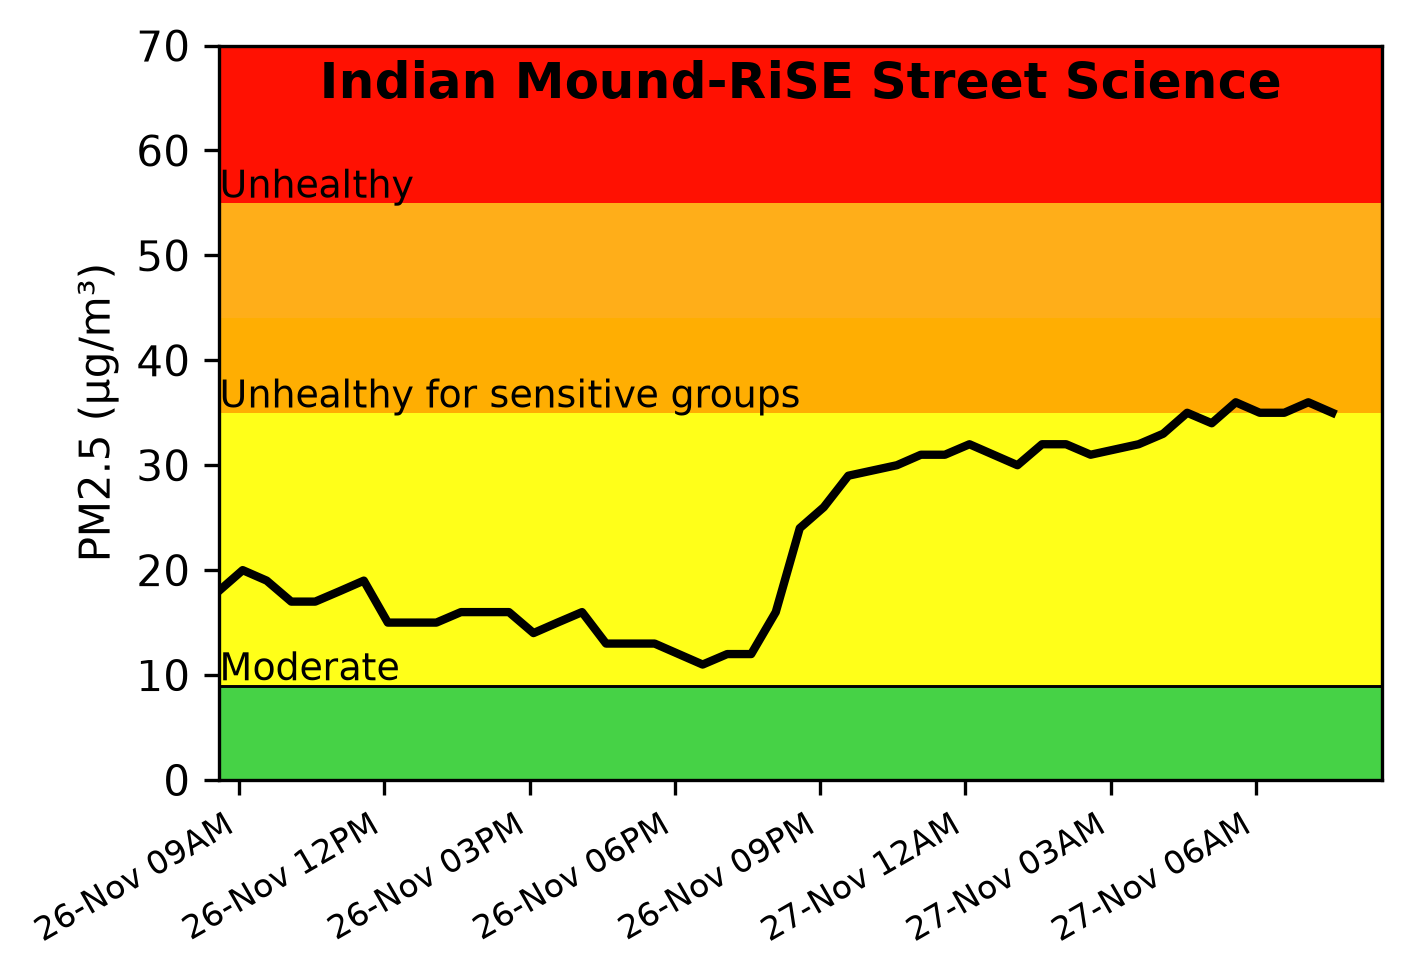 Indian Mound-RiSE Street Science
70
60
Unhealthy
50
40
Unhealthy for sensitive groups
30
20
Moderate
10
0
PM2.5 (µg/m³)
26-Nov 09AM
26-Nov 12PM
26-Nov 03PM
26-Nov 06PM
26-Nov 09PM
27-Nov 12AM
27-Nov 03AM
27-Nov 06AM